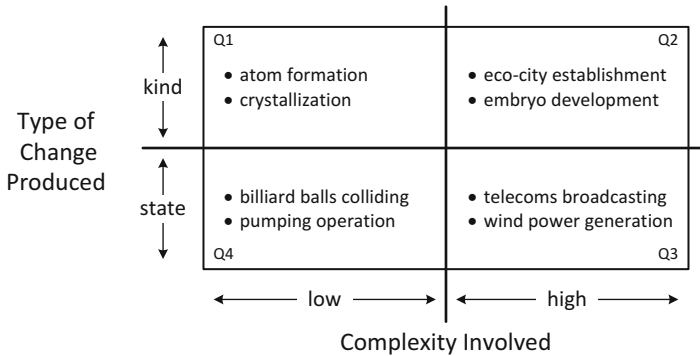 Q1
Q2
• atom formation
• crystallization
• eco-city establishment
• embryo development
kind
Type of
Change
Produced
state
• billiard balls colliding
• pumping operation
• telecoms broadcasting
• wind power generation
Q4
Q3
low
high
Complexity Involved